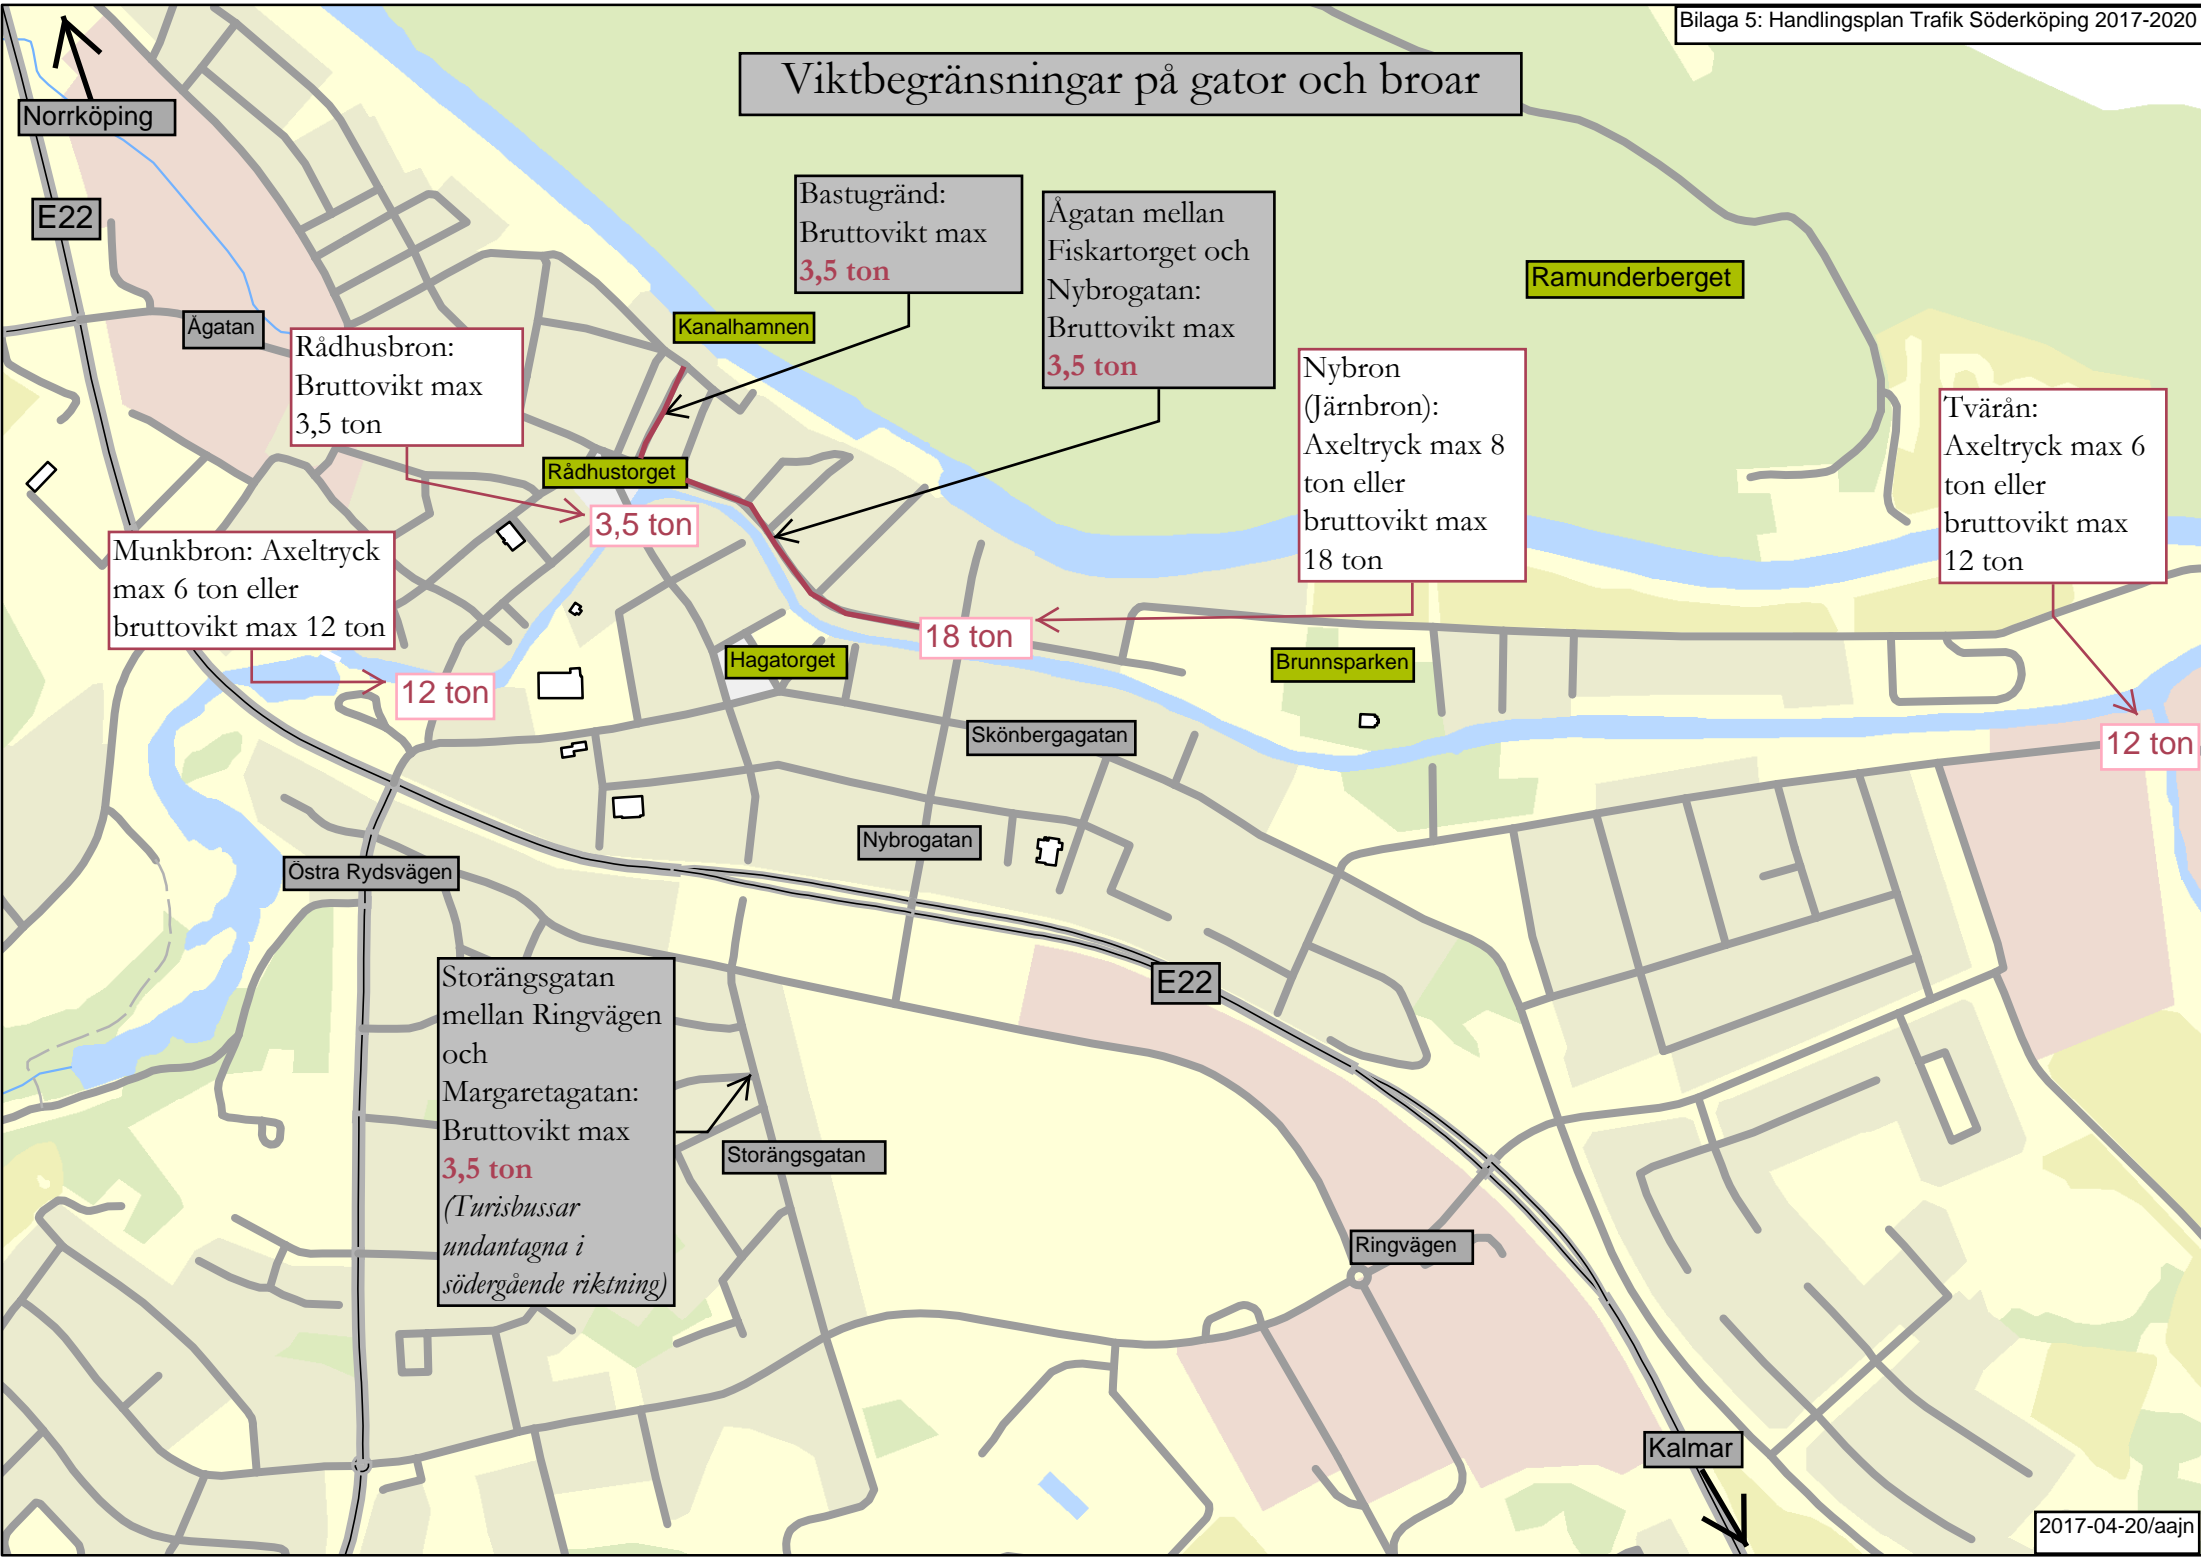 Bilaga 5: Handlingsplan Trafik Söderköping 2017-2020
Viktbegränsningar på gator och broar
Norrköping
E22
Bastugränd:
Bruttovikt max
3,5 ton
Ågatan mellan
Fiskartorget och
Nybrogatan:
Bruttovikt max
3,5 ton
Ramunderberget
Kanalhamnen
Ågatan
Rådhusbron:
Bruttovikt max
3,5 ton
Nybron
(Järnbron):
Axeltryck max 8
ton eller
bruttovikt max
18 ton
Tvärån:
Axeltryck max 6
ton eller
bruttovikt max
12 ton
Rådhustorget
3,5 ton
Munkbron: Axeltryck
max 6 ton eller
bruttovikt max 12 ton
18 ton
Hagatorget
Brunnsparken
12 ton
Skönbergagatan
12 ton
Nybrogatan
Östra Rydsvägen
E22
Storängsgatan
mellan Ringvägen
och
Margaretagatan:
Bruttovikt max
3,5 ton
(Turisbussar
undantagna i
södergående riktning)
Storängsgatan
Ringvägen
Kalmar
2017-04-20/aajn